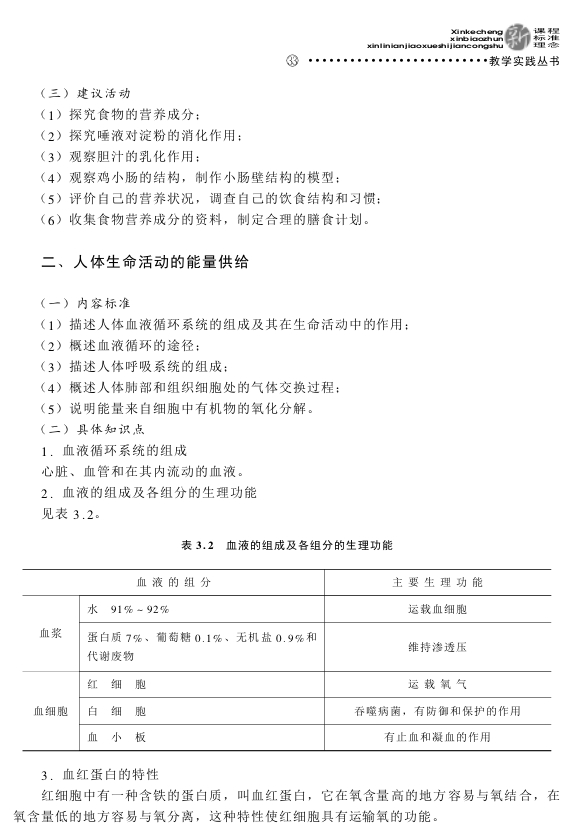 Xinkecheng
xinbiaozhun
xinlinianjiaoxueshijiancongshu
新
课程
标准
理念
33 教学实践丛书
（三）建议活动
（1）探究食物的营养成分；
（2）探究唾液对淀粉的消化作用；
（3）观察胆汁的乳化作用；
（4）观察鸡小肠的结构，制作小肠壁结构的模型；
（5）评价自己的营养状况，调查自己的饮食结构和习惯；
（6）收集食物营养成分的资料，制定合理的膳食计划。
二、人体生命活动的能量供给
（一）内容标准
（1）描述人体血液循环系统的组成及其在生命活动中的作用；
（2）概述血液循环的途径；
（3）描述人体呼吸系统的组成；
（4）概述人体肺部和组织细胞处的气体交换过程；
（5）说明能量来自细胞中有机物的氧化分解。
（二）具体知识点
1．血液循环系统的组成
心脏、血管和在其内流动的血液。
2．血液的组成及各组分的生理功能
见表 3.2。
表 3.2 血液的组成及各组分的生理功能
血液的组分 主要生理功能
血浆 水 91%～92% 运载血细胞
蛋白质 7%、葡萄糖 0.1%、无机盐 0.9%和
代谢废物 维持渗透压
血细胞 红细胞 运载氧气
白细胞 吞噬病菌，有防御和保护的作用
血小板 有止血和凝血的作用
3．血红蛋白的特性
红细胞中有一种含铁的蛋白质，叫血红蛋白，它在氧含量高的地方容易与氧结合，在
氧含量低的地方容易与氧分离，这种特性使红细胞具有运输氧的功能。